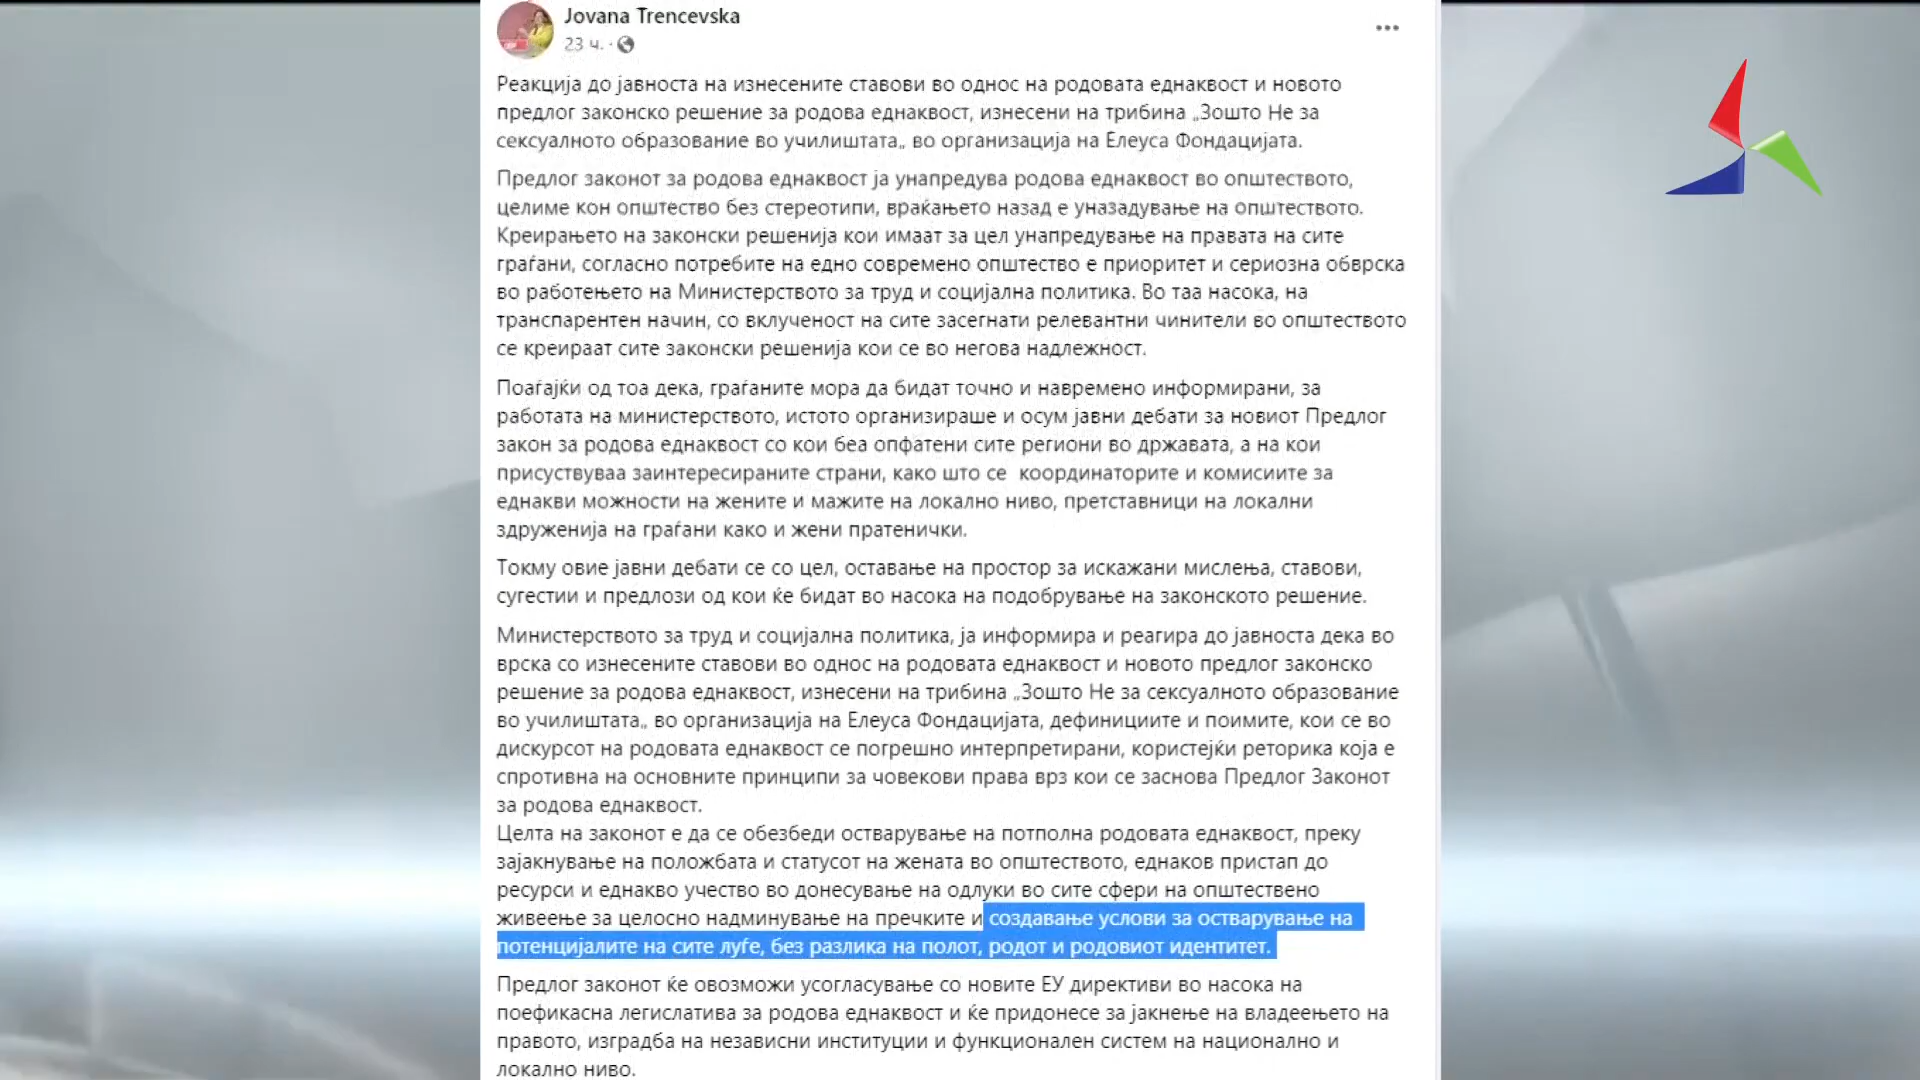 Jovana Trencevska
23 ч. ·
Реакција до јавноста на изнесените ставови во однос на родовата еднаквост и новото
предлог законско решение за родова еднаквост, изнесени на трибина „Зошто Не за
сексуалното образование во училиштата„ во организација на Елеуса Фондацијата.
Предлог законот за родова еднаквост ја унапредува родова еднаквост во општеството,
целиме кон општество без стереотипи, враќањето назад е уназадување на општеството.
Креирањето на законски решенија кои имаат за цел унапредување на правата на сите
граѓани, согласно потребите на едно современо општество е приоритет и сериозна обврска
во работењето на Министерството за труд и социјална политика. Во таа насока, на
транспарентен начин, со вклученост на сите засегнати релевантни чинители во општеството
се креираат сите законски решенија кои се во негова надлежност.
Поаѓајќи од тоа дека, граѓаните мора да бидат точно и навремено информирани, за
работата на министерството, истото организираше и осум јавни дебати за новиот Предлог
закон за родова еднаквост со кои беа опфатени сите региони во државата, а на кои
присуствуваа заинтересираните страни, како што се координаторите и комисиите за
еднакви можности на жените и мажите на локално ниво, претставници на локални
здруженија на граѓани како и жени пратенички.
Токму овие јавни дебати се со цел, оставање на простор за искажани мислења, ставови,
сугестии и предлози од кои ќе бидат во насока на подобрување на законското решение.
Министерството за труд и социјална политика, ја информира и реагира до јавноста дека во
врска со изнесените ставови во однос на родовата еднаквост и новото предлог законско
решение за родова еднаквост, изнесени на трибина „Зошто Не за сексуалното образование
во училиштата„ во организација на Елеуса Фондацијата, дефинициите и поимите, кои се во
дискурсот на родовата еднаквост се погрешно интерпретирани, користејќи реторика која е
спротивна на основните принципи за човекови права врз кои се заснова Предлог Законот
за родова еднаквост.
Целта на законот е да се обезбеди остварување на потполна родовата еднаквост, преку
зајакнување на положбата и статусот на жената во општеството, еднаков пристап до
ресурси и еднакво учество во донесување на одлуки во сите сфери на општествено
живеење за целосно надминување на пречките и создавање услови за остварување на
потенцијалите на сите луѓе, без разлика на полот, родот и родовиот идентитет.
Предлог законот ќе овозможи усогласување со новите ЕУ директиви во насока на
поефикасна легислатива за родова еднаквост и ќе придонесе за јакнење на владеењето на
правото, изградба на независни институции и функционален систем на национално и
локално ниво.